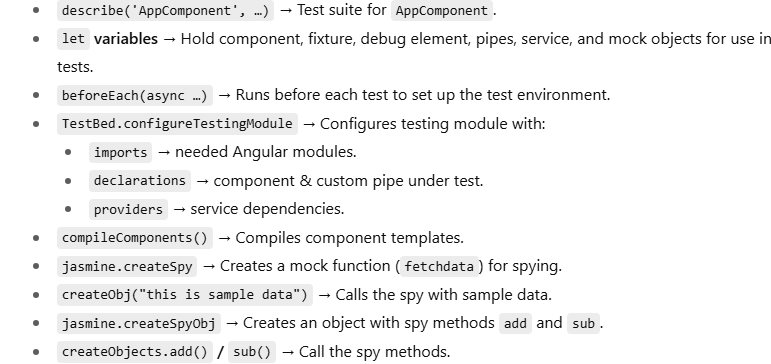 describe('AppComponent', …) → Test suite for AppComponent.
let variables → Hold component, fixture, debug element, pipes, service, and mock objects for use in
tests.
beforeEach(async …) → Runs before each test to set up the test environment.
TestBed.configureTestingModule → Configures testing module with:
imports → needed Angular modules.
declarations → component & custom pipe under test.
providers → service dependencies.
compileComponents() → Compiles component templates.
jasmine.createSpy → Creates a mock function (fetchdata) for spying.
createObj("this is sample data") → Calls the spy with sample data.
jasmine.createSpyObj → Creates an object with spy methods add and sub.
createObjects.add() / sub() → Call the spy methods.